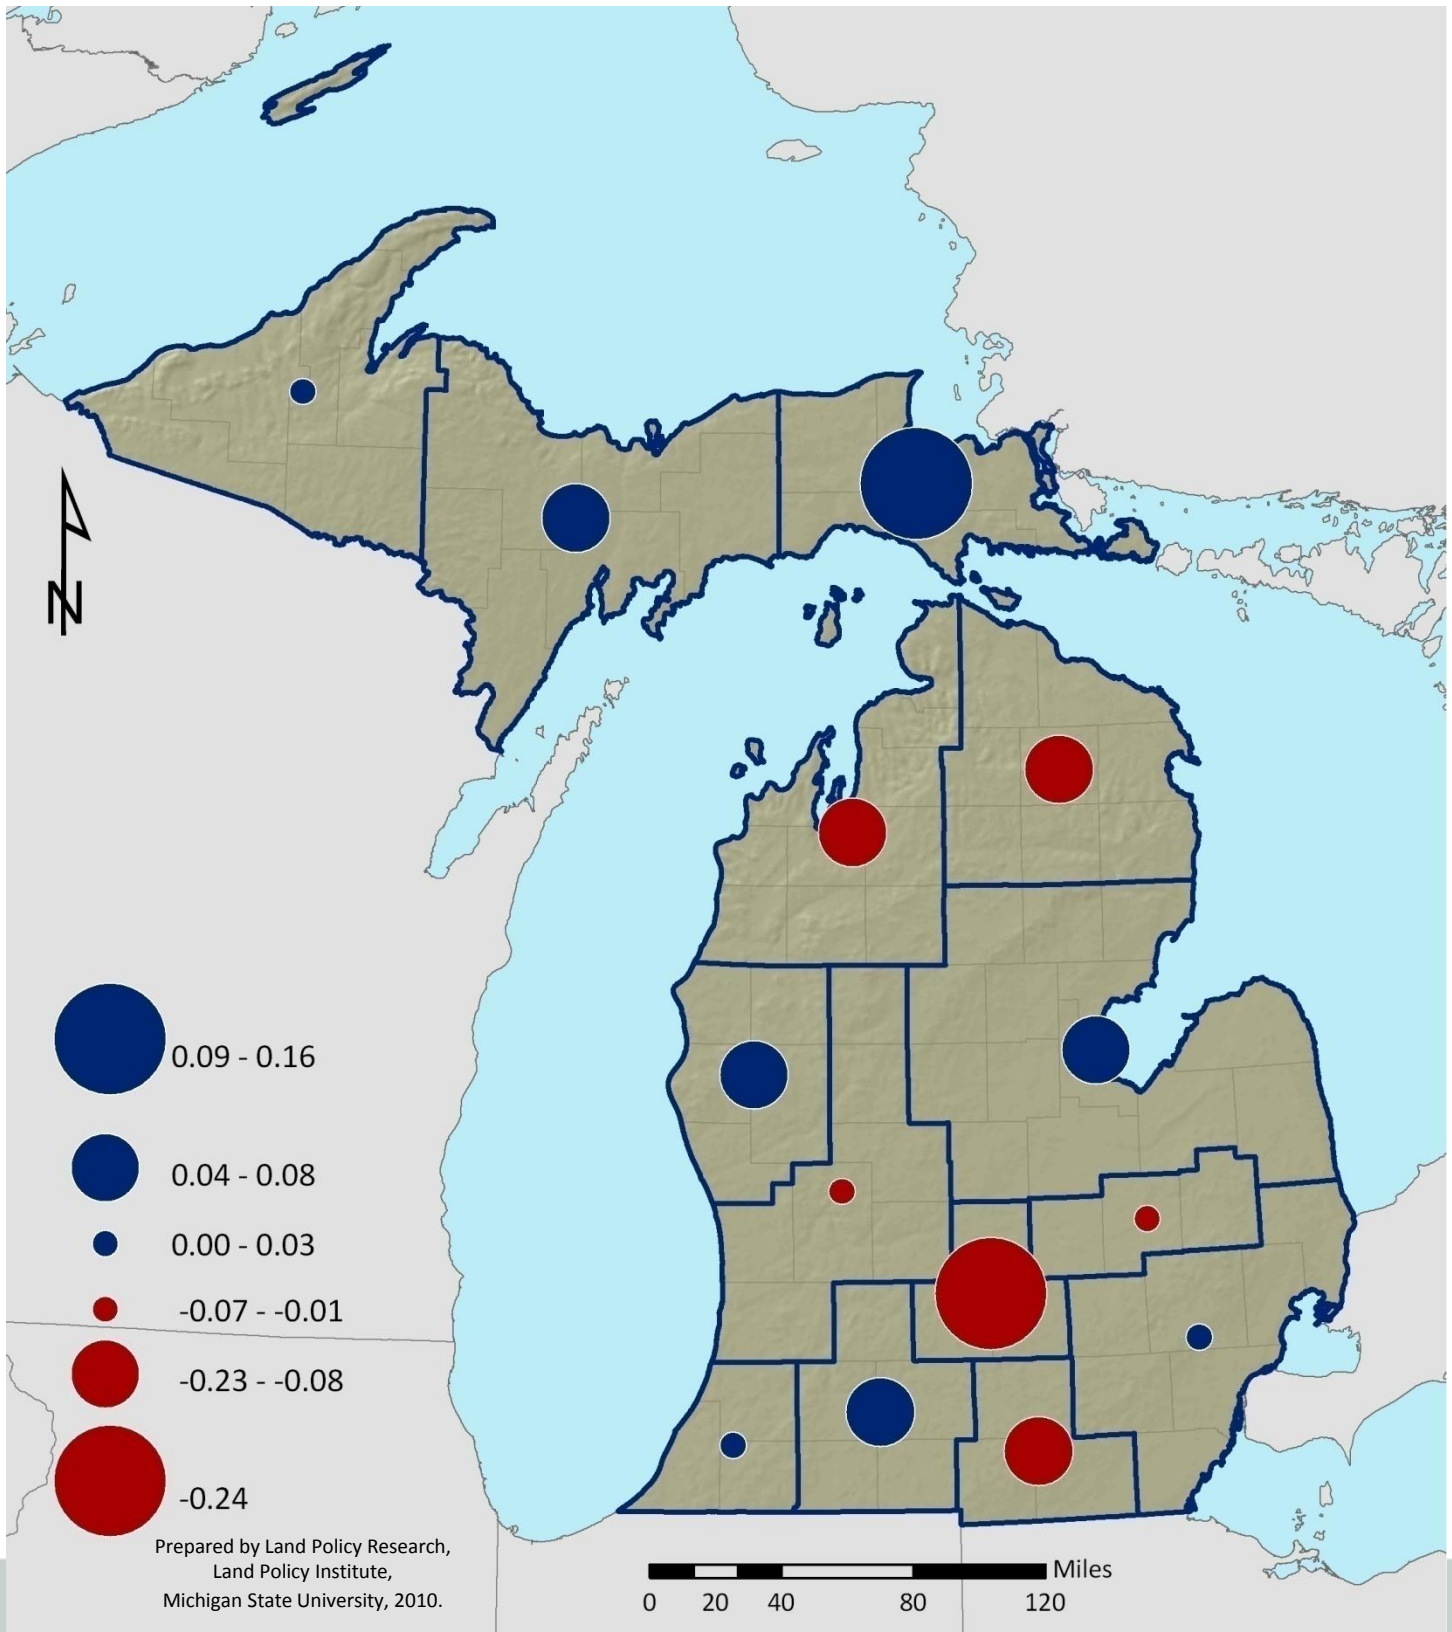 N
0.09 - 0.16
0.04 - 0.08
0.00 - 0.03
-0.07 - -0.01
-0.23 - -0.08
-0.24
Prepared by Land Policy Research,
Land Policy Institute,
Michigan State University, 2010.
Miles
0 20 40 80 120